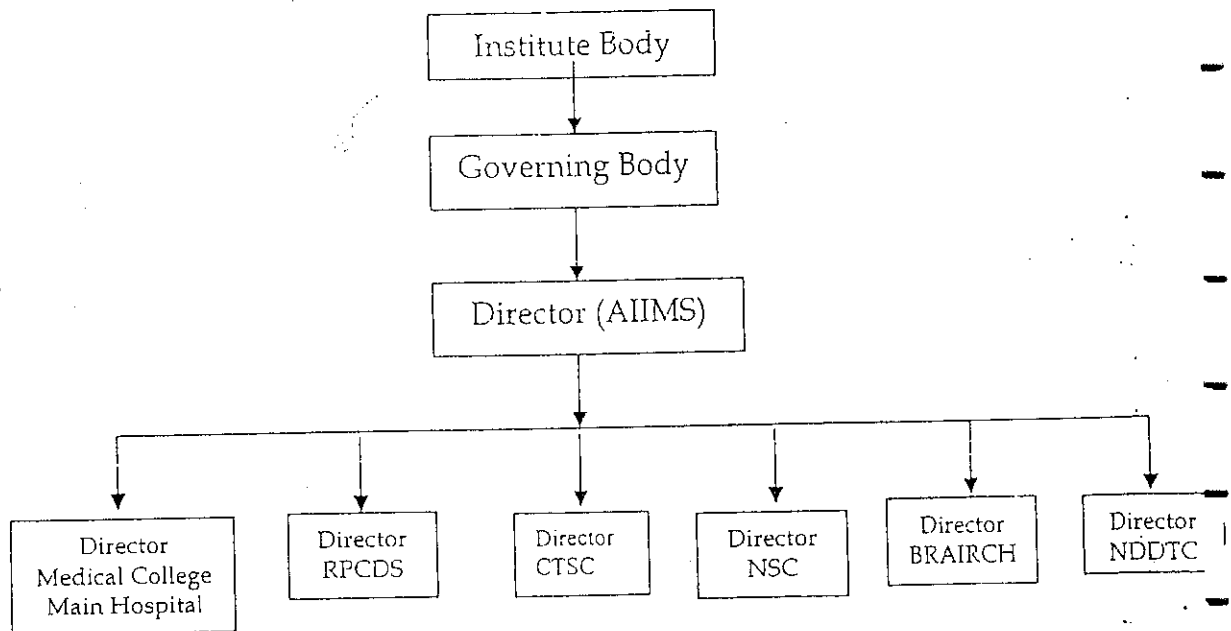 Institute Body
Governing Body
Director (AIIMS)
Director
Medical College
Main Hospital
Director
RPCDS
Director
CTSC
Director
NSC
Director
BRAIRCH
Director
NDDTC